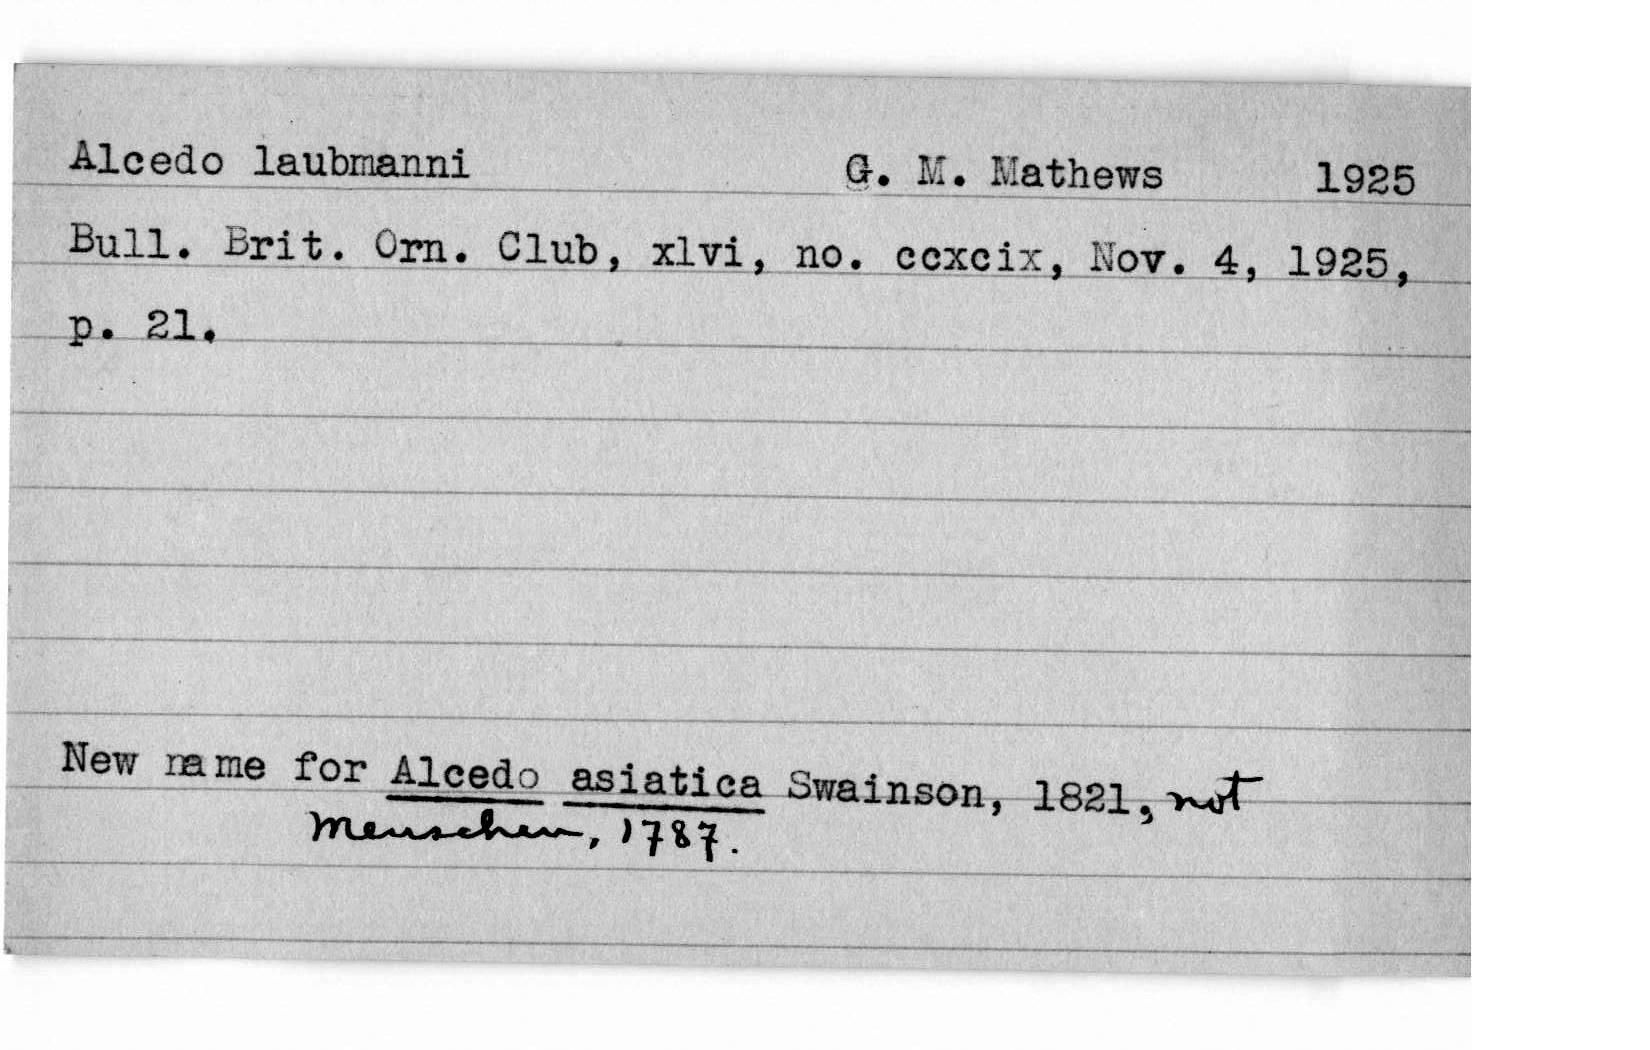 Alcedo laubmanni G. M. Mathews 1925
Bull. Brit. Orn. Club, xlvi, no. ccxcix, Nov. 4, 1925,
p. 21.
New name for Alcedo asiatica Swainson, 1821, not
Meuschen, 1787.